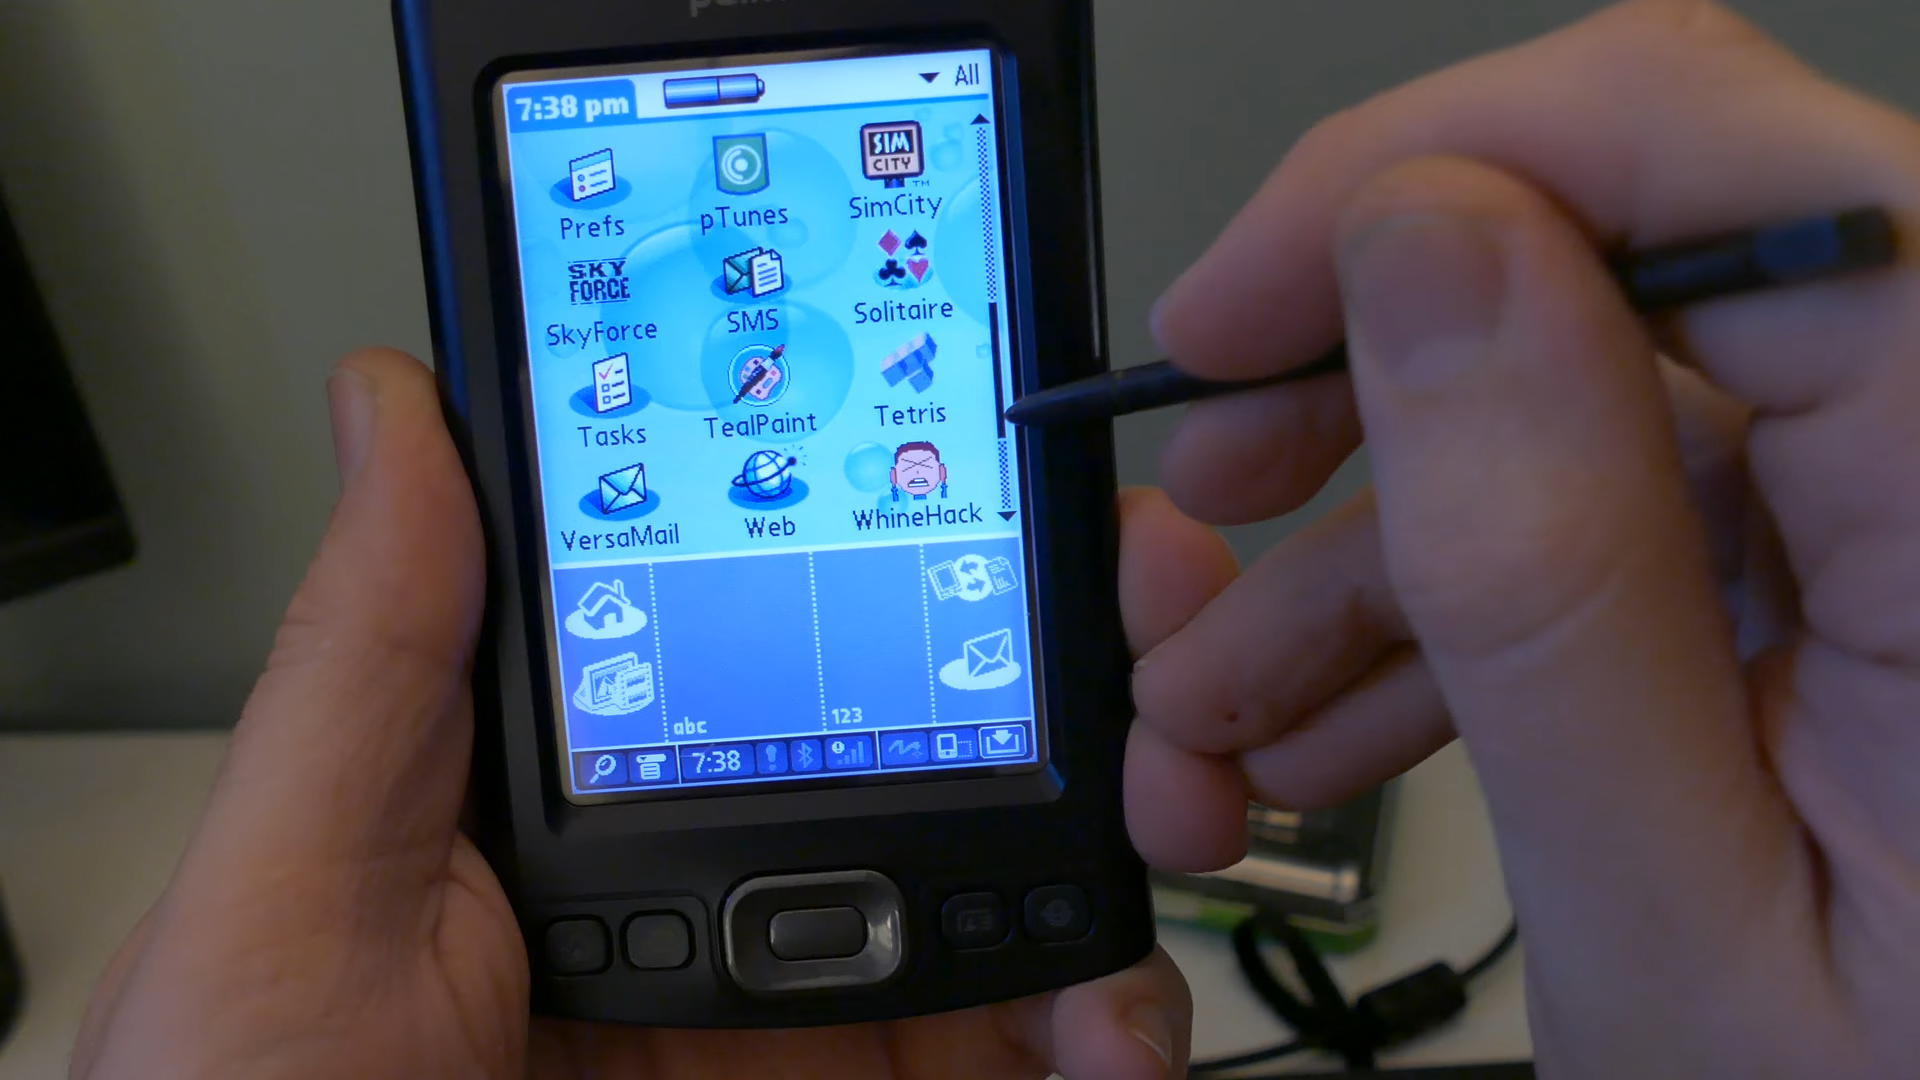 7:38 pm
All
SIM
CITY
TM
Prefs
pTunes
SimCity
SKY
FORCE
SkyForce
SMS
Solitaire
Tasks
TealPaint
Tetris
VersaMail
Web
WhineHack
abc
123
7:38